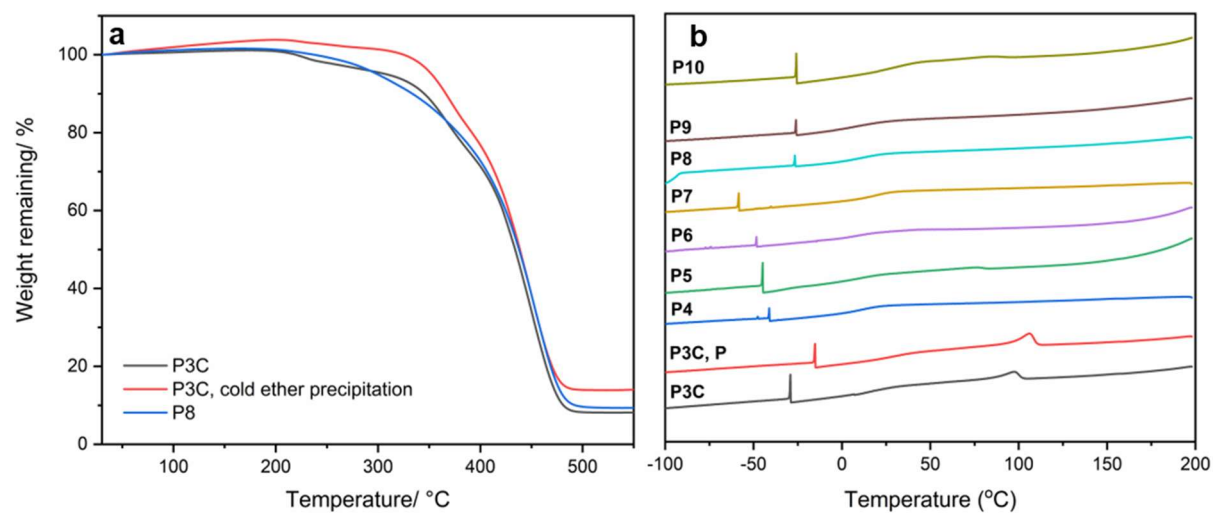 a
100
80
60
40
20
0
Weight remaining/ %
P3C
P3C, cold ether precipitation
P8
100 200 300 400 500
Temperature/ °C
b
P10
P9
P8
P7
P6
P5
P4
P3C, P
P3C
-100 -50 0 50 100 150 200
Temperature (°C)